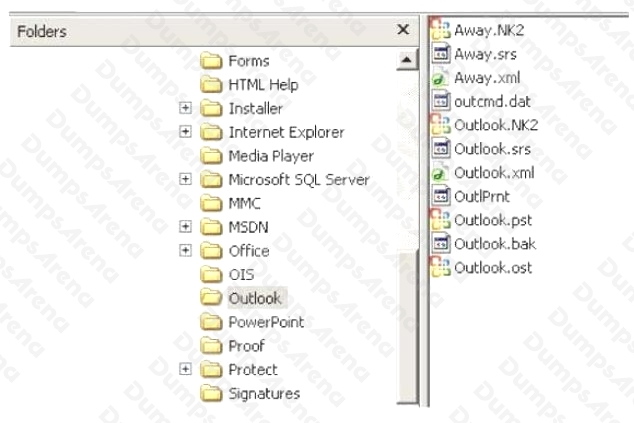 Folders
Forms
HTML Help
Installer
Internet Explorer
Media Player
Microsoft SQL Server
MMC
MSDN
Office
OIS
Outlook
PowerPoint
Proof
Protect
Signatures
Away.NK2
Away.srs
Away.xml
outcmd.dat
Outlook.NK2
Outlook.srs
Outlook.xml
OutlPrnt
Outlook.pst
Outlook.bak
Outlook.ost
DumpsArena